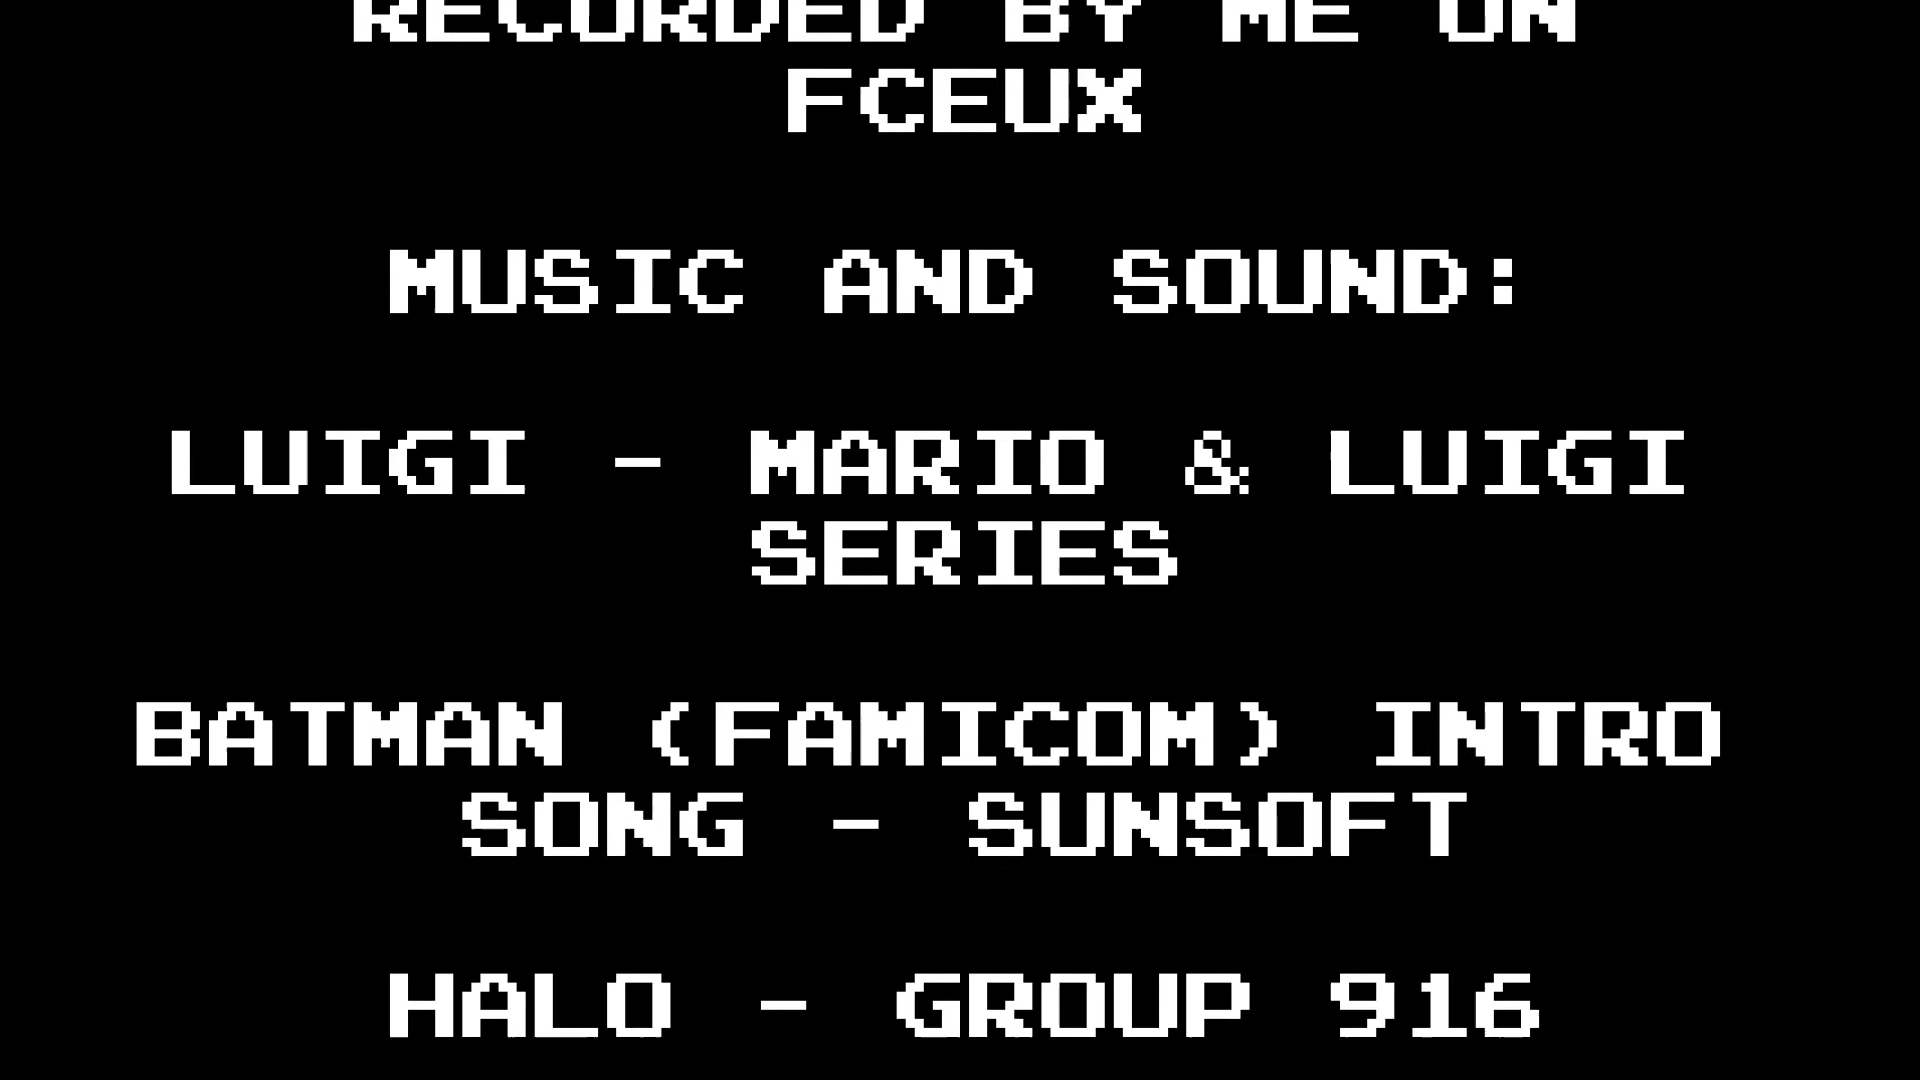 RECORDED BY ME ON
FCEUX
MUSIC AND SOUND:
LUIGI - MARIO & LUIGI
SERIES
BATMAN (FAMICOM) INTRO
SONG - SUNSOFT
HALO - GROUP 916